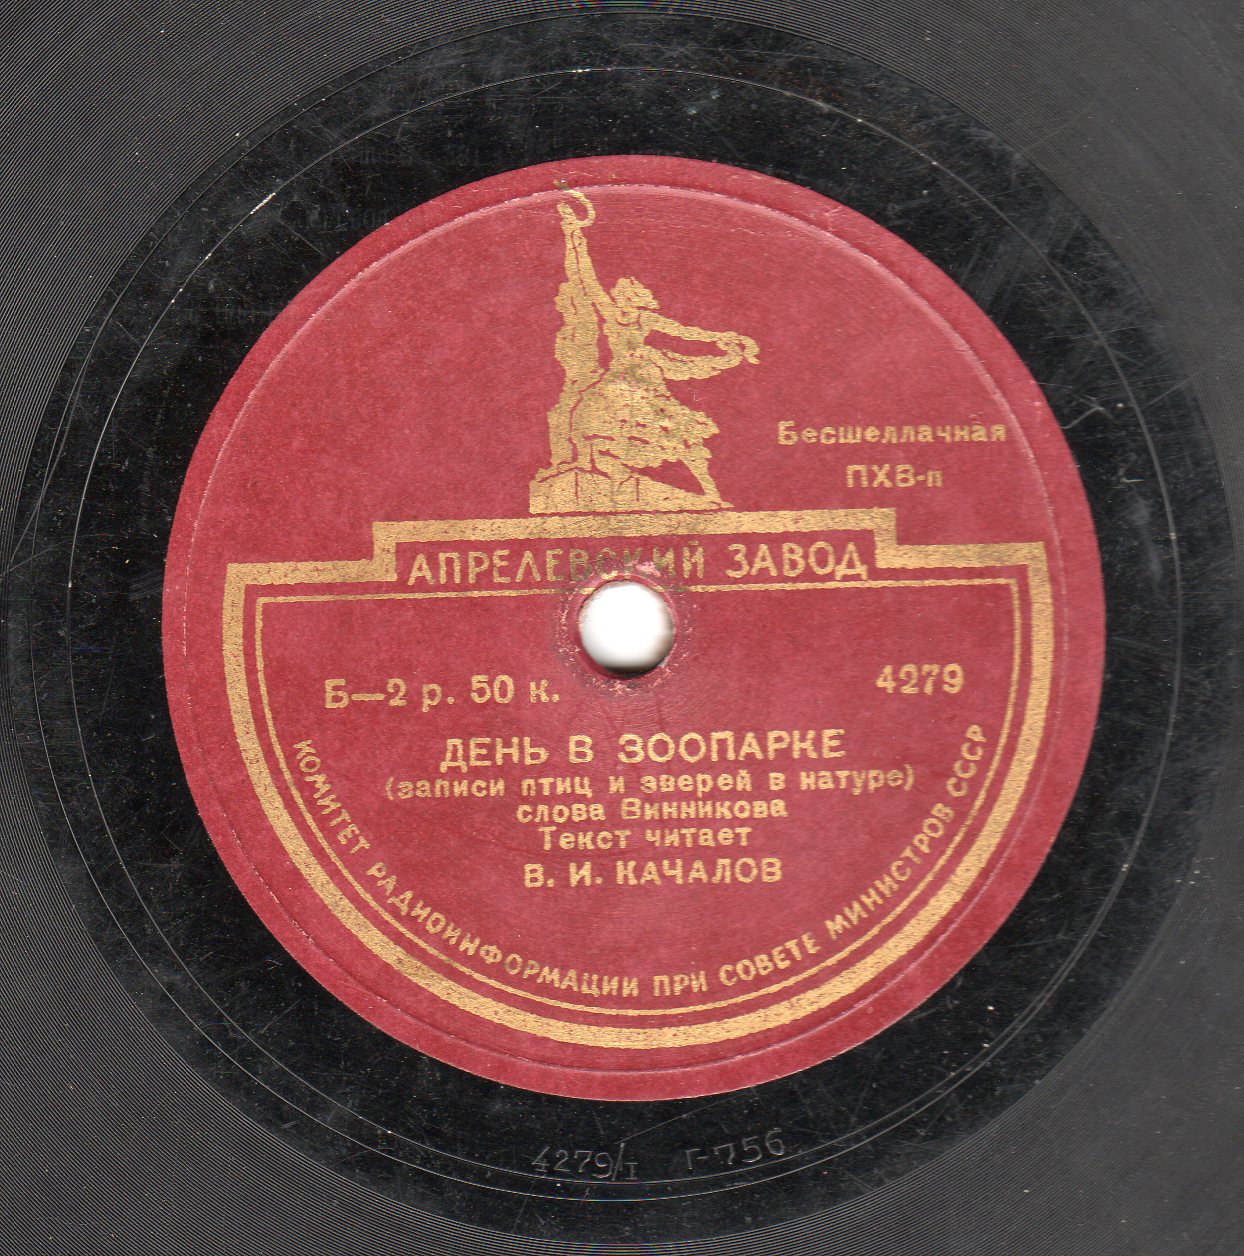 Бесшеллачная
ПХВ-п
АПРЕЛЕВСКИЙ ЗАВОД
Б—2 р. 50 к.
4279
ДЕНЬ В ЗООПАРКЕ
(записи птиц и зверей в натуре)
слова Винникова
Текст читает
В. И. КАЧАЛОВ
КОМИТЕТ РАДИОИНФОРМАЦИИ ПРИ СОВЕТЕ МИНИСТРОВ СССР
4279/I Г-756